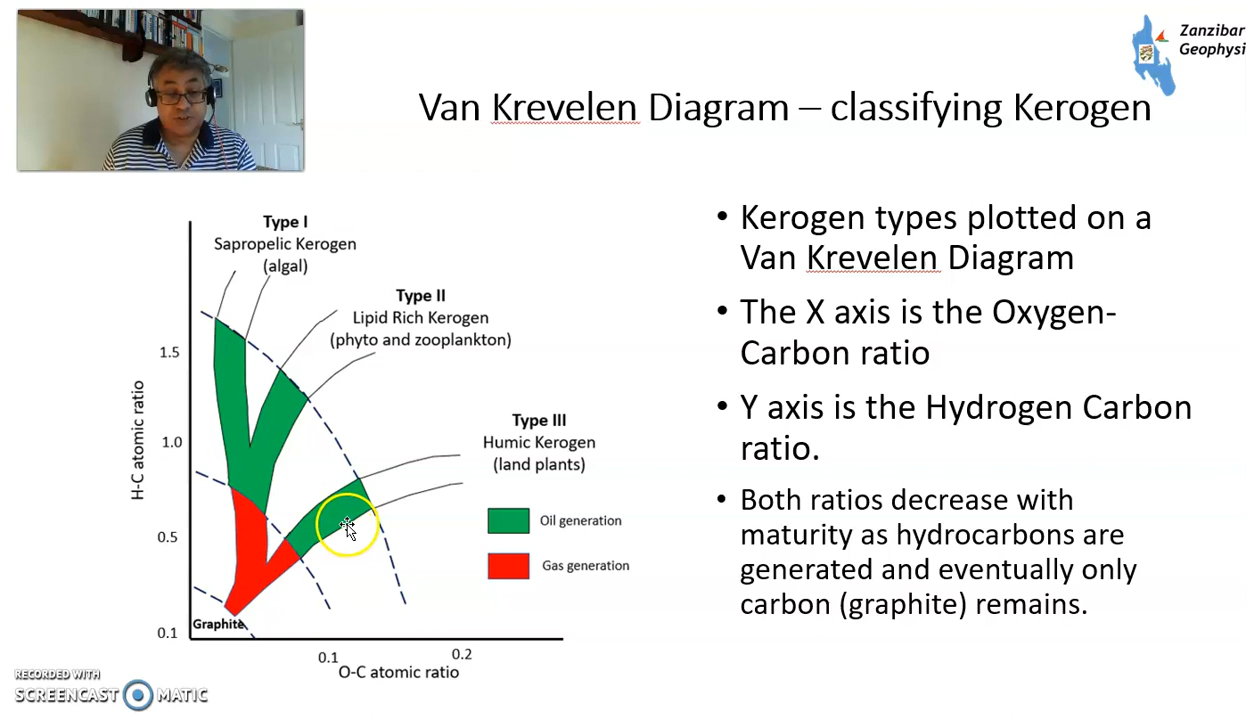 Zanzibar
Geophysi
Van Krevelen Diagram – classifying Kerogen
Type I
Sapropelic Kerogen
(algal)
Type II
Lipid Rich Kerogen
(phyto and zooplankton)
Type III
Humic Kerogen
(land plants)
Oil generation
Gas generation
H-C atomic ratio
1.5
1.0
0.5
0.1
Graphite
0.1
0.2
O-C atomic ratio
• Kerogen types plotted on a
Van Krevelen Diagram
• The X axis is the Oxygen-
Carbon ratio
• Y axis is the Hydrogen Carbon
ratio.
• Both ratios decrease with
maturity as hydrocarbons are
generated and eventually only
carbon (graphite) remains.
RECORDED WITH
SCREENCAST MATIC